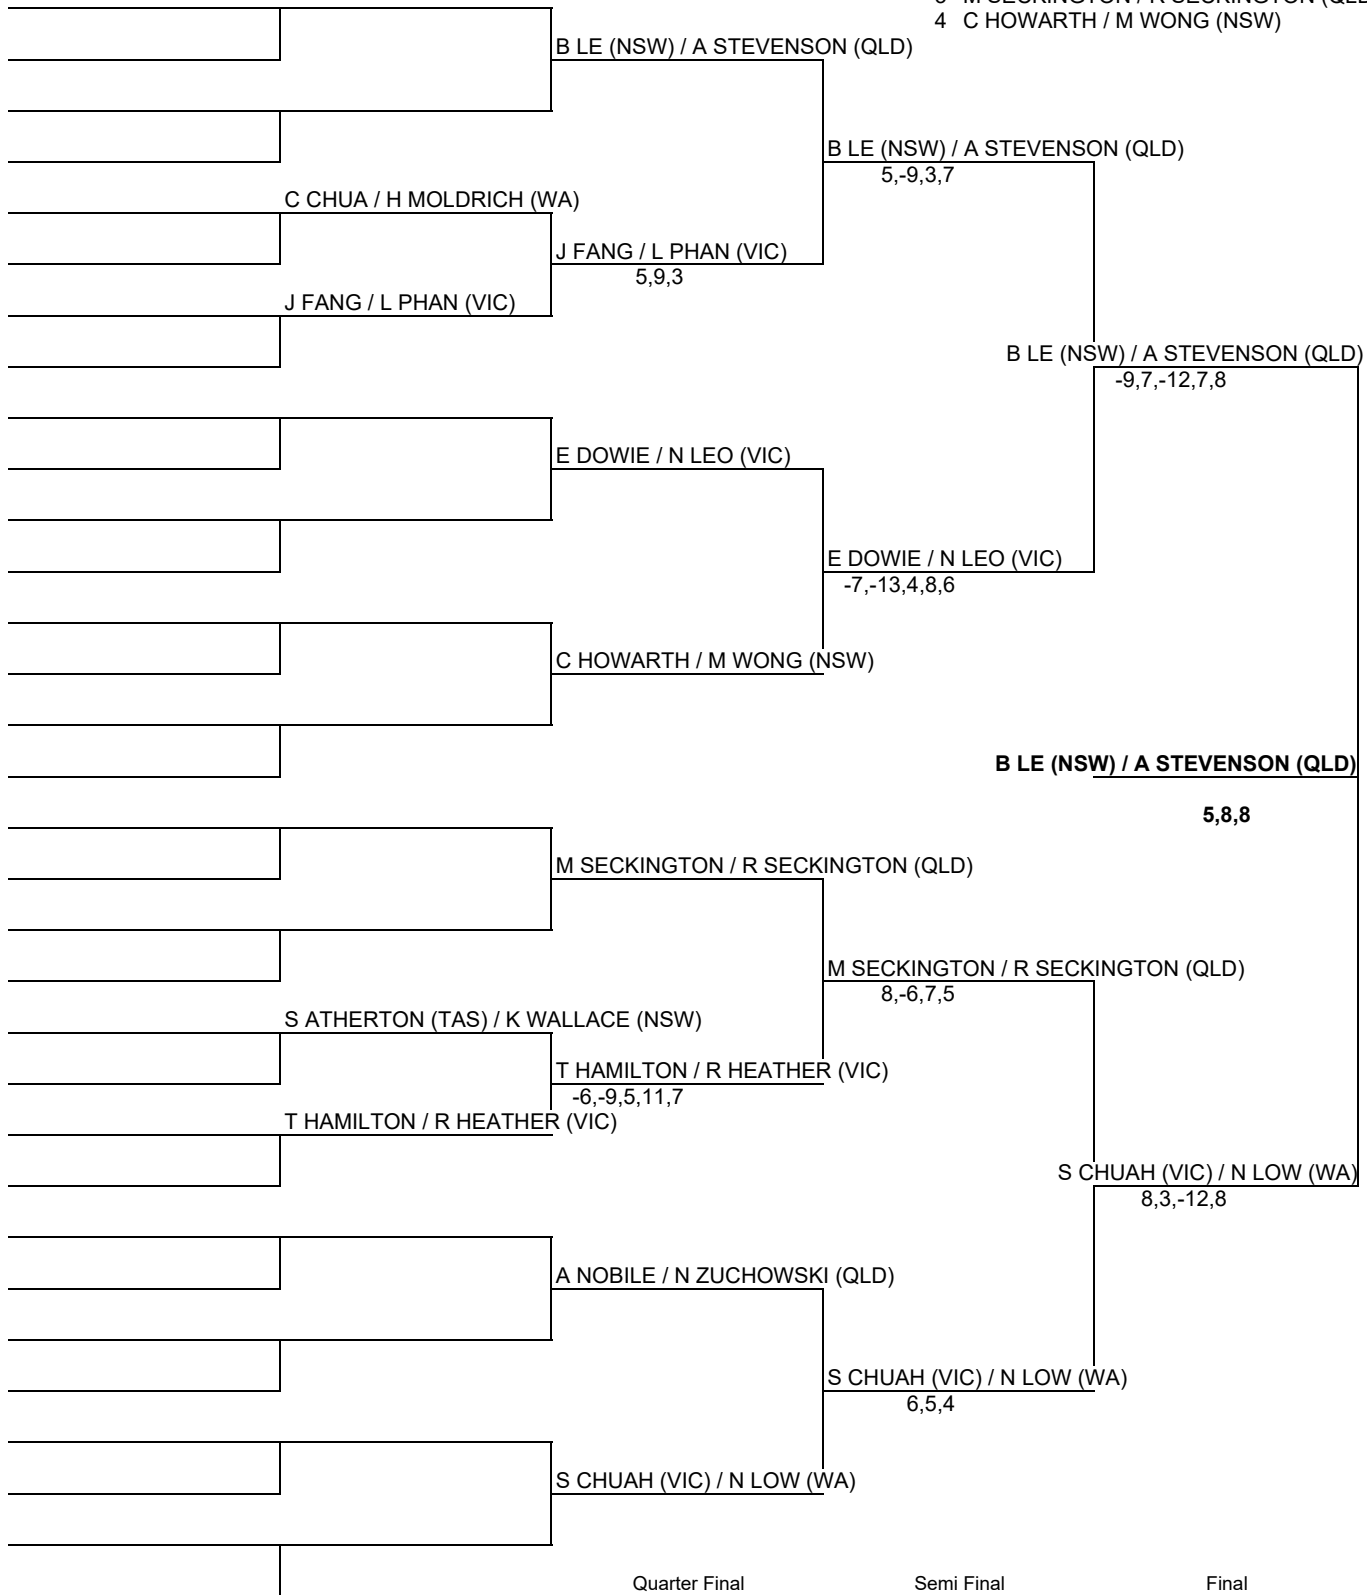 4 C HOWARTH / M WONG (NSW)
B LE (NSW) / A STEVENSON (QLD)
B LE (NSW) / A STEVENSON (QLD)
5,-9,3,7
C CHUA / H MOLDRICH (WA)
J FANG / L PHAN (VIC)
5,9,3
J FANG / L PHAN (VIC)
B LE (NSW) / A STEVENSON (QLD)
-9,7,-12,7,8
E DOWIE / N LEO (VIC)
E DOWIE / N LEO (VIC)
-7,-13,4,8,6
C HOWARTH / M WONG (NSW)
B LE (NSW) / A STEVENSON (QLD)
5,8,8
M SECKINGTON / R SECKINGTON (QLD)
M SECKINGTON / R SECKINGTON (QLD)
8,-6,7,5
S ATHERTON (TAS) / K WALLACE (NSW)
T HAMILTON / R HEATHER (VIC)
-6,-9,5,11,7
T HAMILTON / R HEATHER (VIC)
S CHUAH (VIC) / N LOW (WA)
8,3,-12,8
A NOBILE / N ZUCHOWSKI (QLD)
S CHUAH (VIC) / N LOW (WA)
6,5,4
S CHUAH (VIC) / N LOW (WA)
Quarter Final Semi Final Final